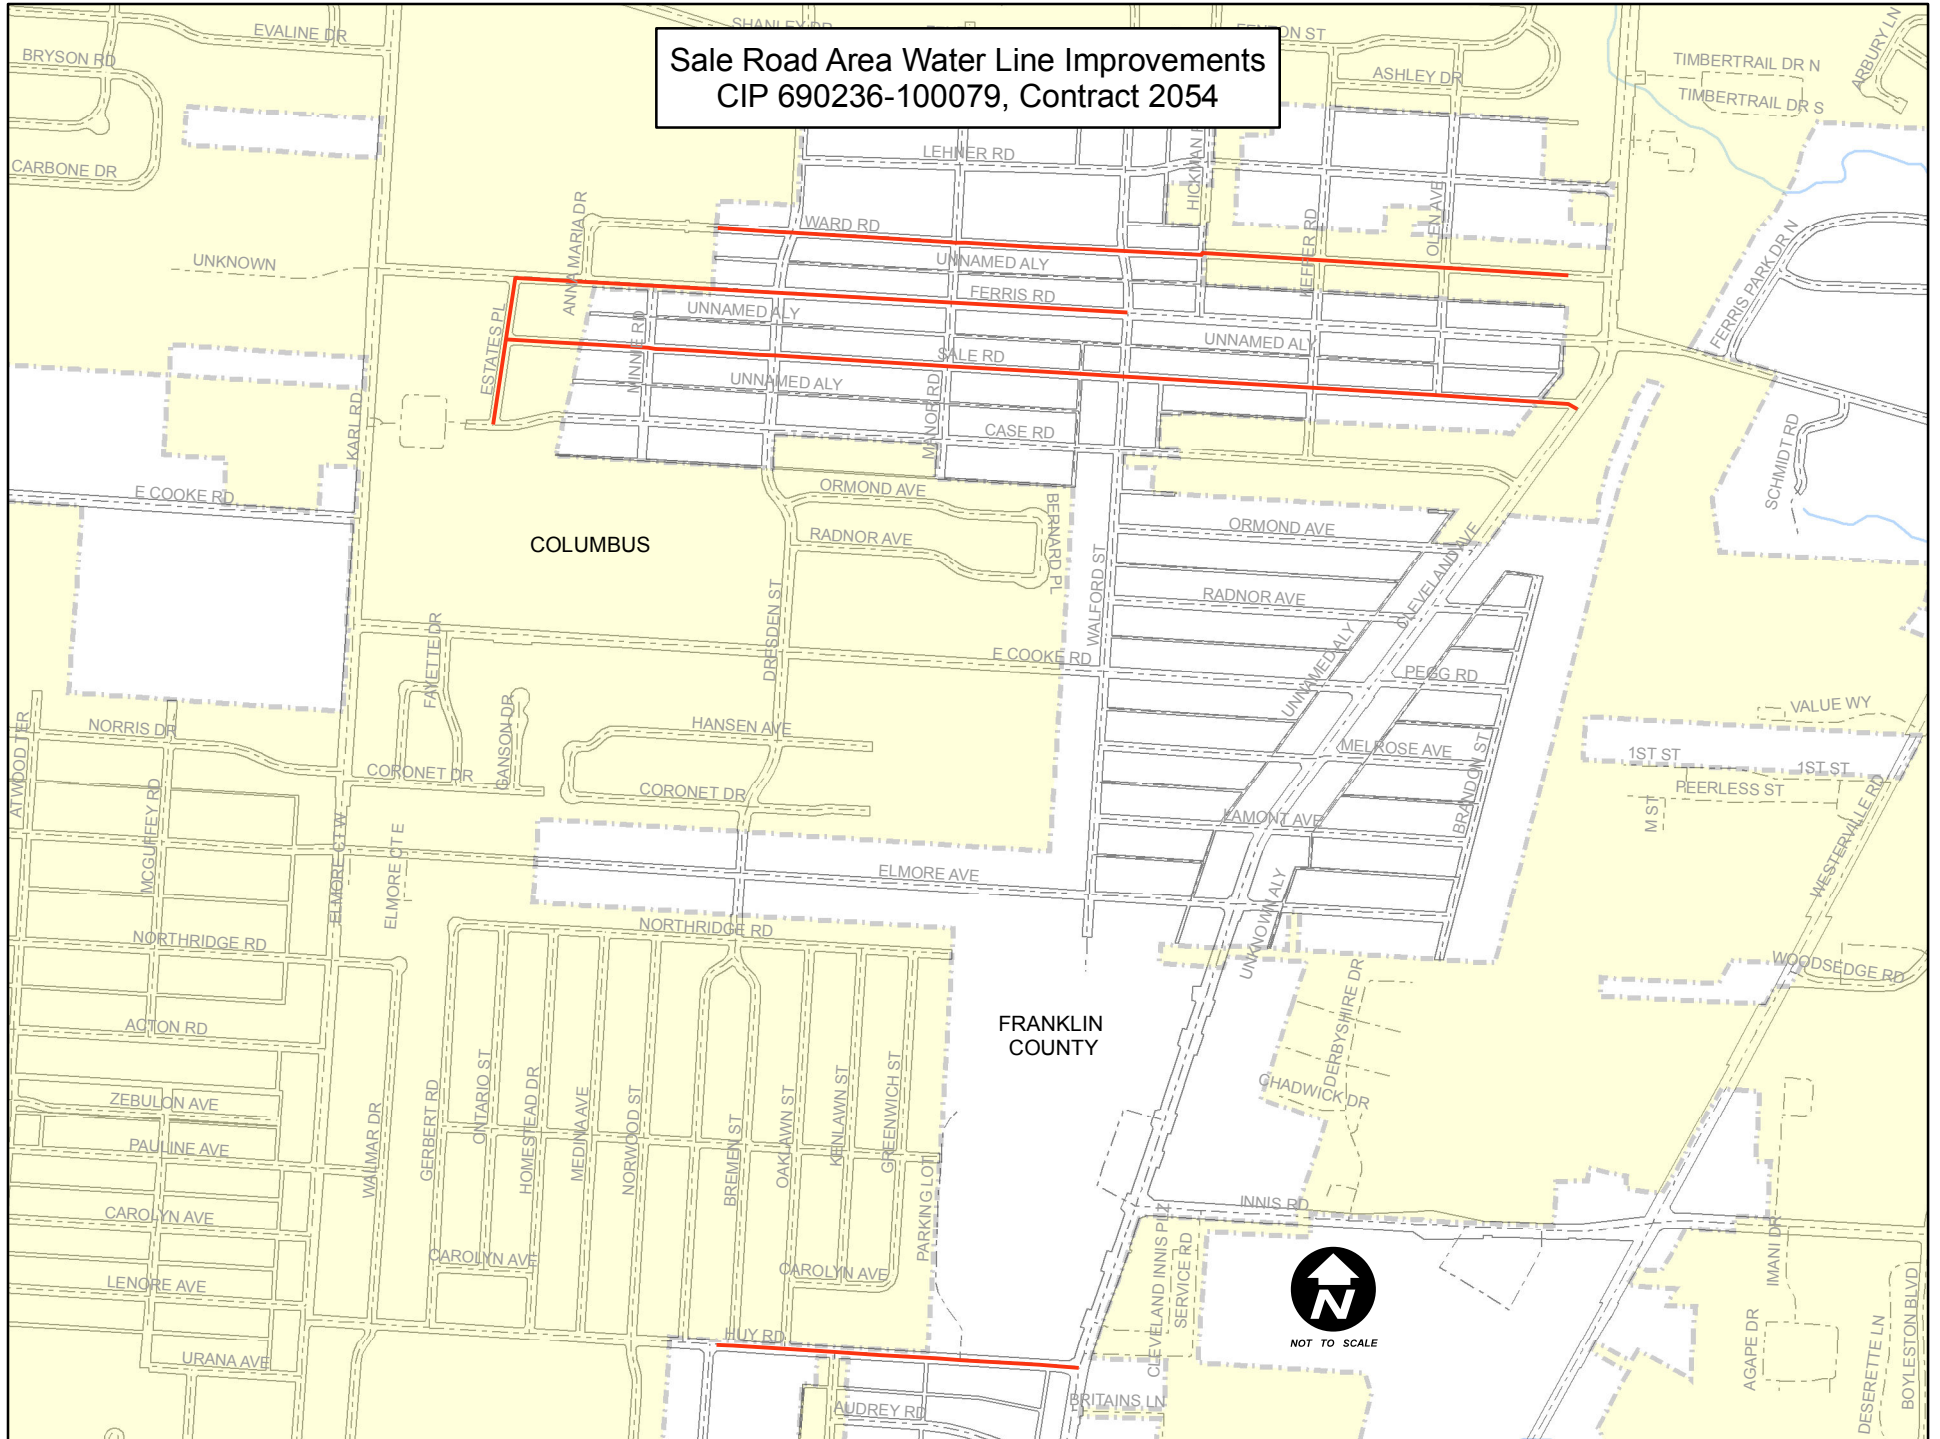 Sale Road Area Water Line Improvements
CIP 690236-100079, Contract 2054
EVALINE DR
BRYSON RD
CARBONE DR
ASHLEY DR
TIMBERTRAIL DR N
TIMBERTRAIL DR S
ARBURY LN
LEHNER RD
ANNA MARIA DR
WARD RD
KEFFER RD
OLEN AVE
UNKNOWN
UNNAMED ALY
FERRIS RD
FERRIS PARK DR N
UNNAMED ALY
UNNAMED ALY
ESTATES PL
MINNIE RD
SALE RD
UNNAMED ALY
MANOR RD
KARL RD
CASE RD
SCHMIDT RD
E COOKE RD
ORMOND AVE
BERNARD PL
ORMOND AVE
COLUMBUS
RADNOR AVE
CLEVELAND AVE
WALFORD ST
RADNOR AVE
DRESDEN ST
FAYETTE DR
E COOKE RD
UNNAMED ALY
PEGG RD
ATWOOD TER
NORRIS DR
GANSON DR
HANSEN AVE
MELROSE AVE
VALUE WY
1ST ST
1ST ST
CORONET DR
CORONET DR
MCGUFFEY RD
PEERLESS ST
M ST
BRANDON ST
LAMONT AVE
WESTERVILLE RD
ELMORE CT W
ELMORE CT E
ELMORE AVE
UNKNOWN ALY
NORTHRIDGE RD
NORTHRIDGE RD
WOODSEDGE RD
ACTON RD
FRANKLIN
COUNTY
DERBYSHIRE DR
CHADWICK DR
ZEBULON AVE
PAULINE AVE
WALMAR DR
GERBERT RD
ONTARIO ST
HOMESTEAD DR
MEDINA AVE
NORWOOD ST
BREMEN ST
OAKLAWN ST
KENLAWN ST
GREENWICH ST
PARKING LOT
CAROLYN AVE
CAROLYN AVE
CAROLYN AVE
INNIS RD
CLEVELAND INNIS PLZ
SERVICE RD
IMANI DR
LENORE AVE
N
NOT TO SCALE
HUY RD
URANA AVE
AUDREY RD
BRITAINS LN
AGAPE DR
DESERETTE LN
BOYLESTON BLVD